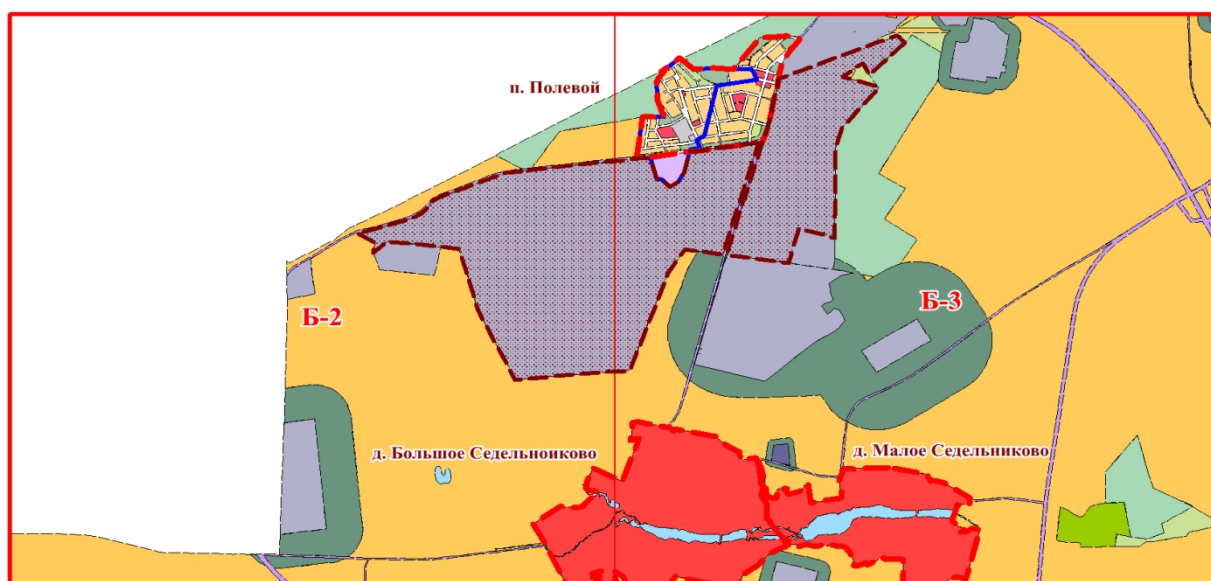 п. Полевой
Б-2
Б-3
д. Большое Седельноиково
д. Малое Седельниково